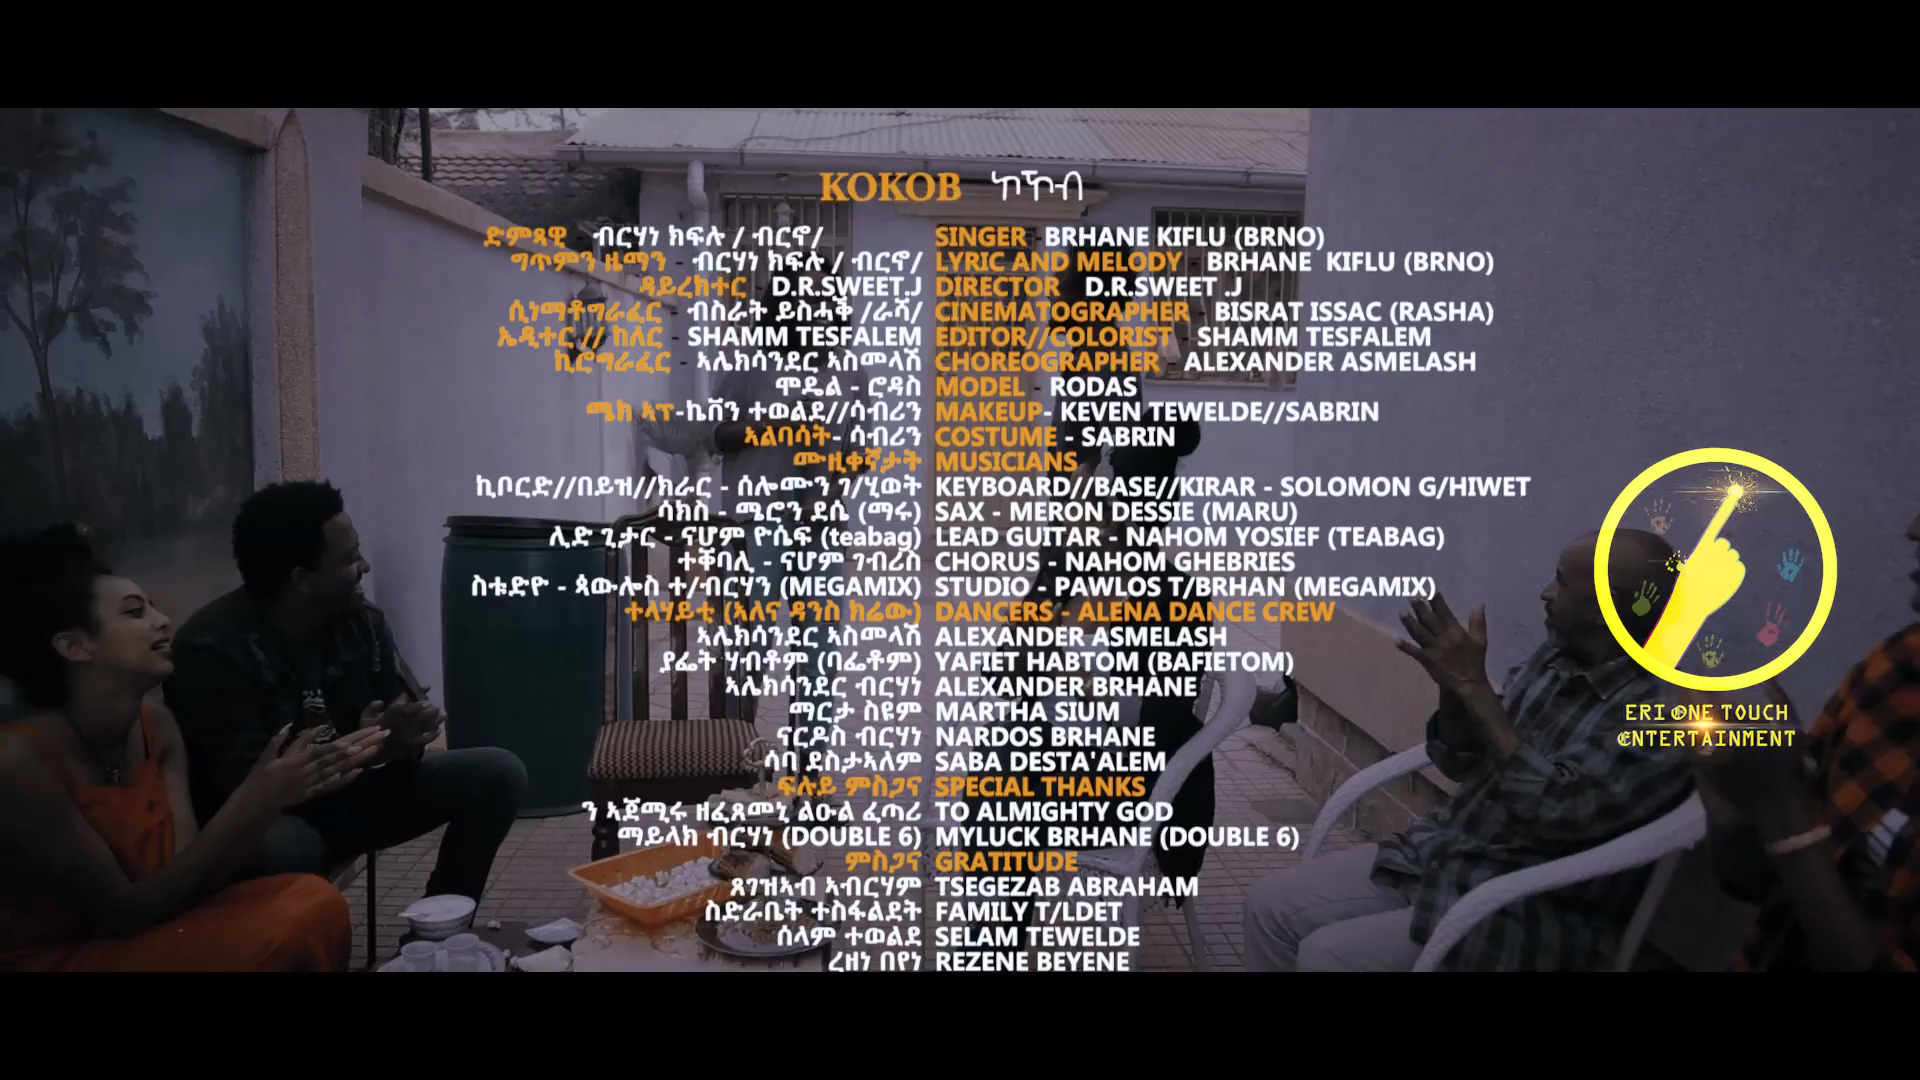 KOKOB ኮኾብ
ድምጻዊ ብርሃነ ክፍሉ / ብርኖ/ SINGER - BRHANE KIFLU (BRNO)
ግጥምን ዜማን - ብርሃነ ክፍሉ / ብርኖ/ LYRIC AND MELODY - BRHANE KIFLU (BRNO)
ዳይረክተር D.R.SWEET.J DIRECTOR D.R.SWEET .J
ሲነማቶግራፈር - ብስራት ይስሓቅ /ራሻ/ CINEMATOGRAPHER - BISRAT ISSAC (RASHA)
ኤዲተር // ከለር - SHAMM TESFALEM EDITOR//COLORIST - SHAMM TESFALEM
ኪሮግራፈር - ኣሌክሳንደር ኣስመላሽ CHOREOGRAPHER ALEXANDER ASMELASH
ሞዴል - ሮዳስ MODEL - RODAS
ሜክ ኣፕ-ኬቨን ተወልደ//ሳብሪን MAKEUP- KEVEN TEWELDE//SABRIN
ኣልባሳት- ሳብሪን COSTUME - SABRIN
ሙዚቀኛታት MUSICIANS
ኪቦርድ//በይዝ//ክራር - ሰሎሙን ገ/ሂወት KEYBOARD//BASE//KIRAR - SOLOMON G/HIWET
ሳክስ - ሜሮን ደሴ (ማሩ) SAX - MERON DESSIE (MARU)
ሊድ ጊታር - ናሆም ዮሴፍ (teabag) LEAD GUITAR - NAHOM YOSIEF (TEABAG)
ተቐባሊ - ናሆም ገብሪስ CHORUS - NAHOM GHEBRIES
ስቱድዮ - ጳውሎስ ተ/ብርሃን (MEGAMIX) STUDIO - PAWLOS T/BRHAN (MEGAMIX)
ተላሃይቲ (ኣለና ዳንስ ክሬው) DANCERS - ALENA DANCE CREW
ኣሌክሳንደር ኣስመላሽ ALEXANDER ASMELASH
ያፌት ሃብቶም (ባፌቶም) YAFIET HABTOM (BAFIETOM)
ኣሌክሳንደር ብርሃነ ALEXANDER BRHANE
ማርታ ስዩም MARTHA SIUM
ናርዶስ ብርሃነ NARDOS BRHANE
ሳባ ደስታኣለም SABA DESTA'ALEM
ፍሉይ ምስጋና SPECIAL THANKS
ን ኣጀሚሩ ዘፈጸመኒ ልዑል ፈጣሪ TO ALMIGHTY GOD
ማይላክ ብርሃነ (DOUBLE 6) MYLUCK BRHANE (DOUBLE 6)
ምስጋና GRATITUDE
ጸገዝኣብ ኣብርሃም TSEGEZAB ABRAHAM
ስድራቤት ተስፋልደት FAMILY T/LDET
ሰላም ተወልደ SELAM TEWELDE
ረዘነ በየነ REZENE BEYENE
ERI ONE TOUCH
ENTERTAINMENT